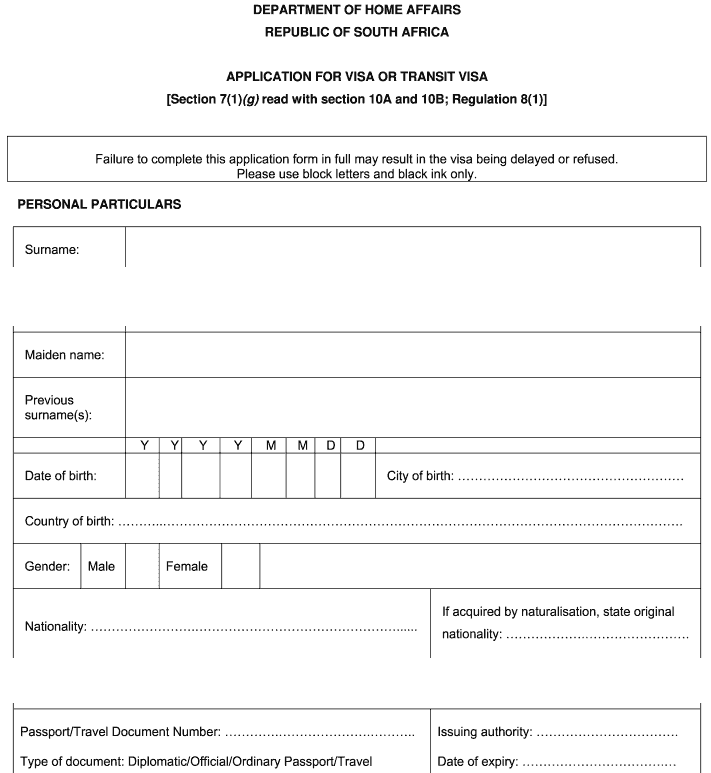 DEPARTMENT OF HOME AFFAIRS
REPUBLIC OF SOUTH AFRICA
APPLICATION FOR VISA OR TRANSIT VISA
[Section 7(1)(g) read with section 10A and 10B; Regulation 8(1)]
Failure to complete this application form in full may result in the visa being delayed or refused.
Please use block letters and black ink only.
PERSONAL PARTICULARS
Surname:
Maiden name:
Previous
surname(s):
Y Y Y Y M M D D
Date of birth: City of birth: ................................................
Country of birth: ................................................................................................
Gender: Male Female
Nationality: ................................................................
If acquired by naturalisation, state original
nationality: ........................................
Passport/Travel Document Number: ........................................ Issuing authority: ................................
Type of document: Diplomatic/Official/Ordinary Passport/Travel Date of expiry: ........................................